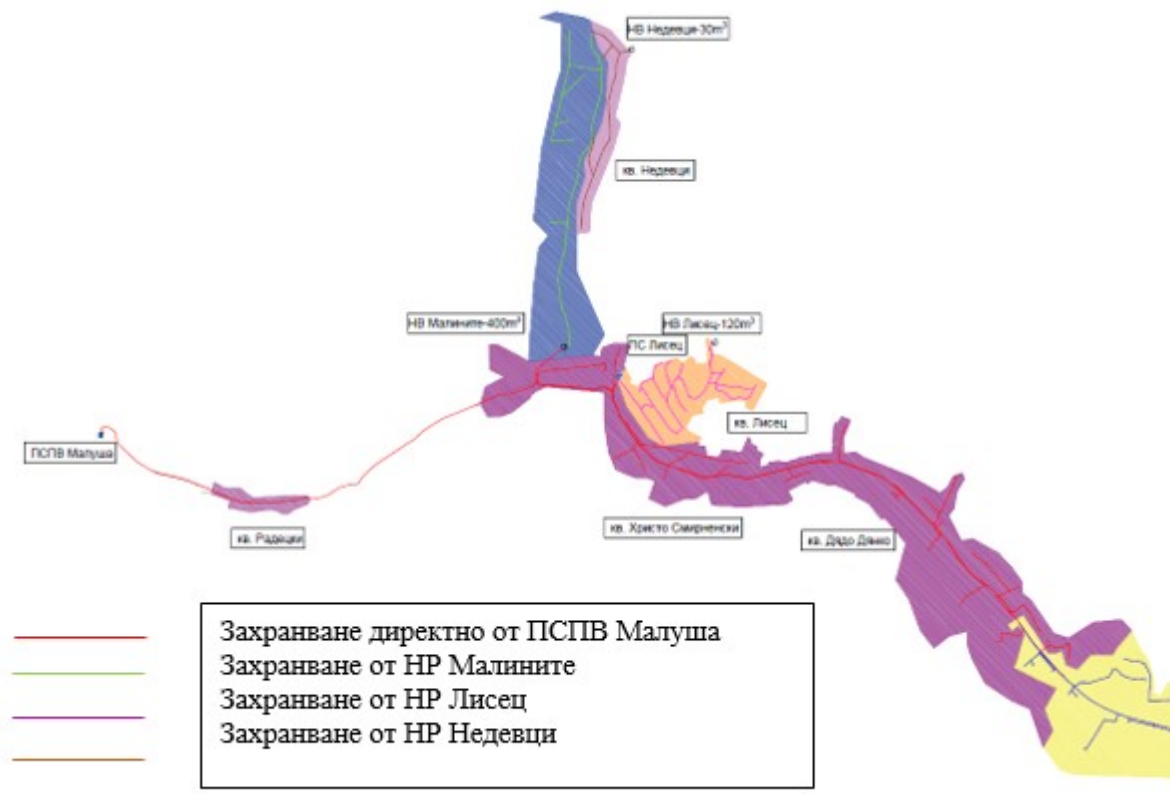 НВ Недевци-30m³
кв. Недевци
НВ Малините-400m³
НВ Лисец-120m³
ПС Лисец
кв. Лисец
ПСПВ Малуша
кв. Радецки
кв. Христо Смирненски
кв. Дядо Дянко
Захранване директно от ПСПВ Малуша
Захранване от НР Малините
Захранване от НР Лисец
Захранване от НР Недевци